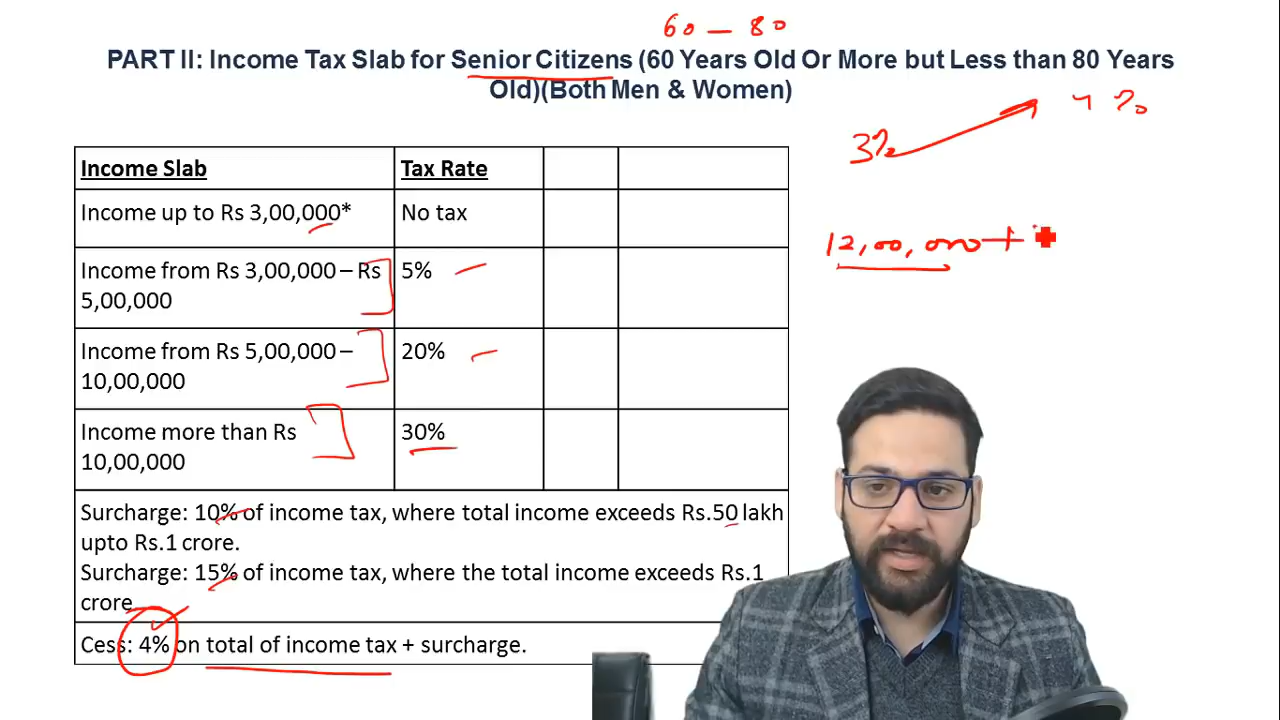 60 — 80
PART II: Income Tax Slab for Senior Citizens (60 Years Old Or More but Less than 80 Years
Old)(Both Men & Women)
3% 4 %
Income Slab Tax Rate
Income up to Rs 3,00,000* No tax
12,00,000 +
Income from Rs 3,00,000 – Rs 5%
5,00,000
Income from Rs 5,00,000 – 20%
10,00,000
Income more than Rs 30%
10,00,000
Surcharge: 10% of income tax, where total income exceeds Rs.50 lakh
upto Rs.1 crore.
Surcharge: 15% of income tax, where the total income exceeds Rs.1
crore.
Cess: 4% on total of income tax + surcharge.